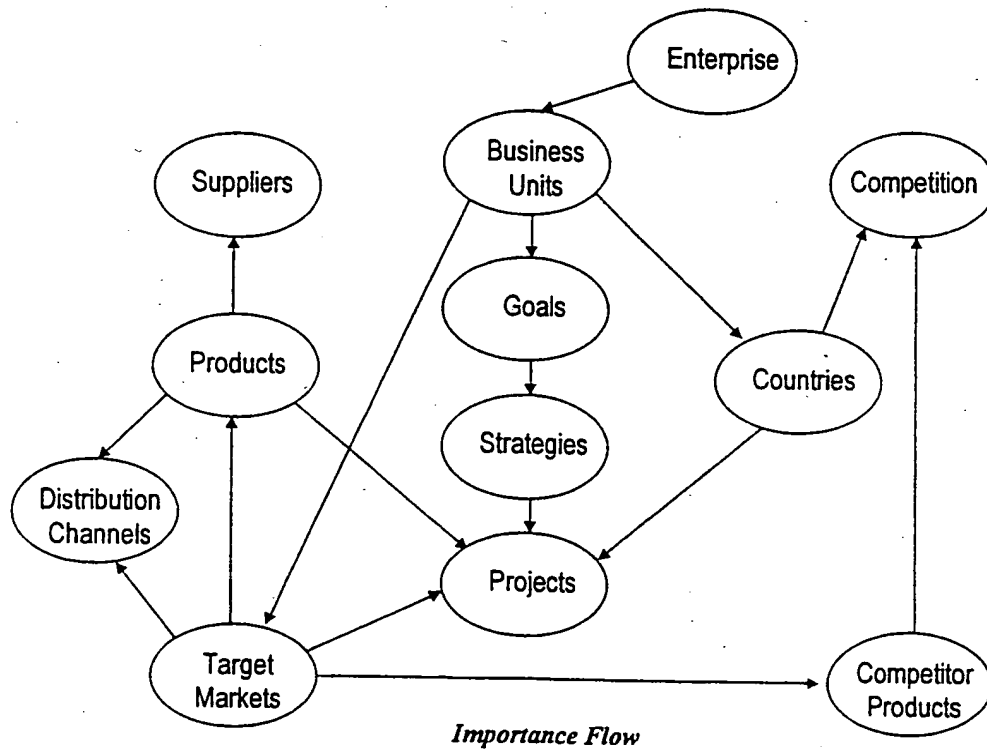 Enterprise
Business
Units
Suppliers
Competition
Goals
Products
Countries
Strategies
Distribution
Channels
Projects
Target
Markets
Competitor
Products
Importance Flow